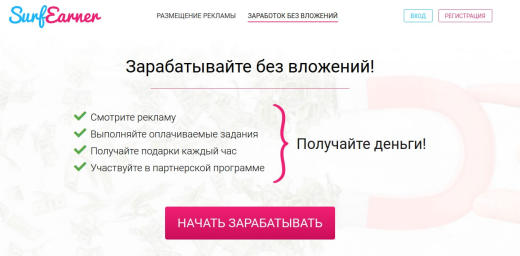 SurfEarner
РАЗМЕЩЕНИЕ РЕКЛАМЫ
ЗАРАБОТОК БЕЗ ВЛОЖЕНИЙ
ВХОД
РЕГИСТРАЦИЯ
Зарабатывайте без вложений!
Смотрите рекламу
Выполняйте оплачиваемые задания
Получайте подарки каждый час
Участвуйте в партнерской программе
Получайте деньги!
НАЧАТЬ ЗАРАБАТЫВАТЬ